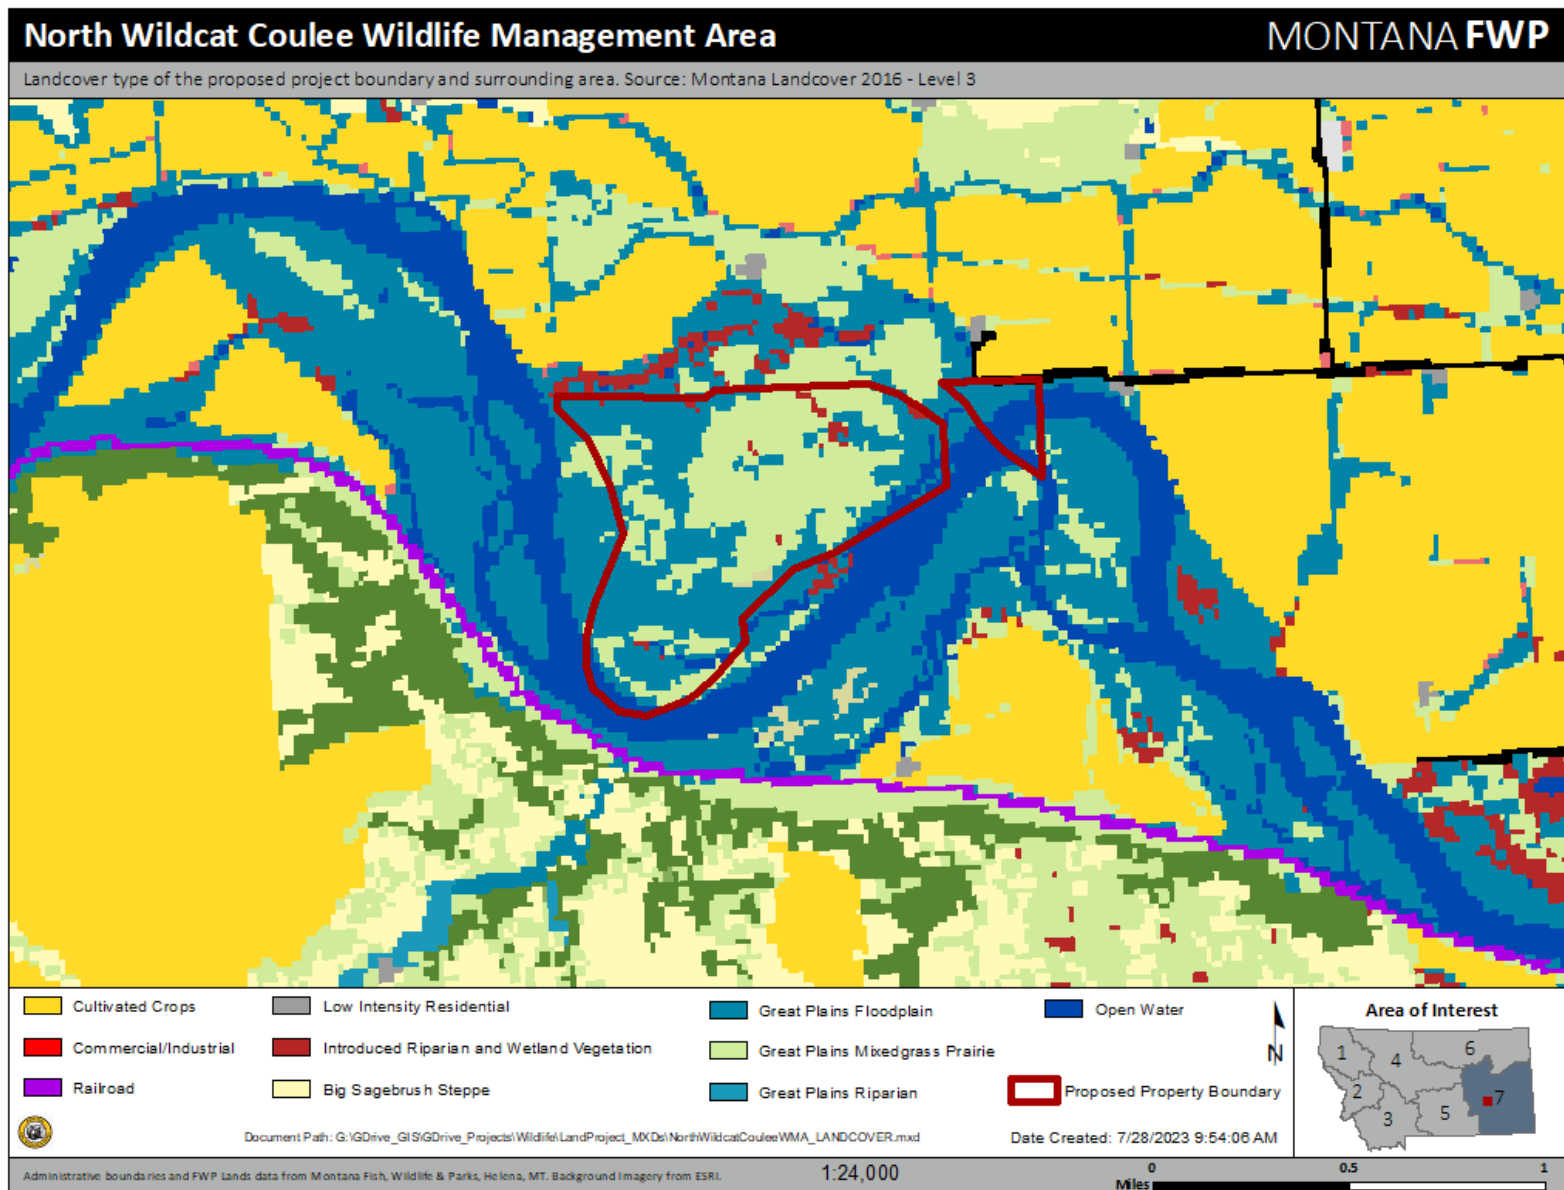 North Wildcat Coulee Wildlife Management Area
MONTANA FWP
Landcover type of the proposed project boundary and surrounding area. Source: Montana Landcover 2016 - Level 3
Cultivated Crops
Commercial/Industrial
Railroad
Low Intensity Residential
Introduced Riparian and Wetland Vegetation
Big Sagebrush Steppe
Great Plains Floodplain
Great Plains Mixedgrass Prairie
Great Plains Riparian
Open Water
Proposed Property Boundary
N
Area of Interest
1
2
3
4
5
6
7
Document Path: G:\GDrive_GIS\GDrive_Projects\Wildlife\LandProject_MXDs\NorthWildcatCouleeWMA_LANDCOVER.mxd
Date Created: 7/28/2023 9:54:06 AM
Administrative boundaries and FWP Lands data from Montana Fish, Wildlife & Parks, Helena, MT. Background Imagery from ESRI.
1:24,000
0 0.5 1
Miles